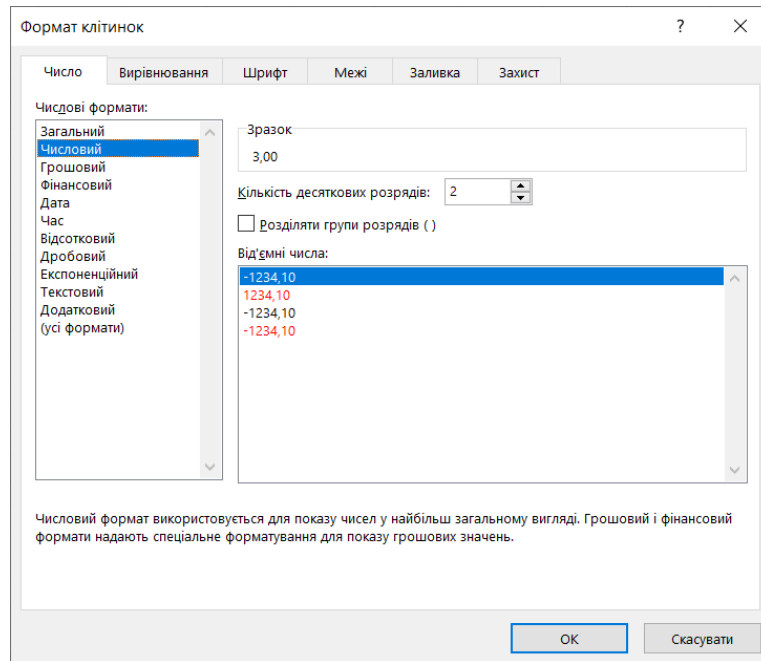 Формат клітинок
?
Число Вирівнювання Шрифт Межі Заливка Захист
Числові формати:
Загальний
Числовий
Грошовий
Фінансовий
Дата
Час
Відсотковий
Дробовий
Експоненційний
Текстовий
Додатковий
(усі формати)
Зразок
3,00
Кількість десяткових розрядів: 2
Розділяти групи розрядів ( )
Від'ємні числа:
-1234,10
1234,10
-1234,10
-1234,10
Числовий формат використовується для показу чисел у найбільш загальному вигляді. Грошовий і фінансовий
формати надають спеціальне форматування для показу грошових значень.
ОК Скасувати